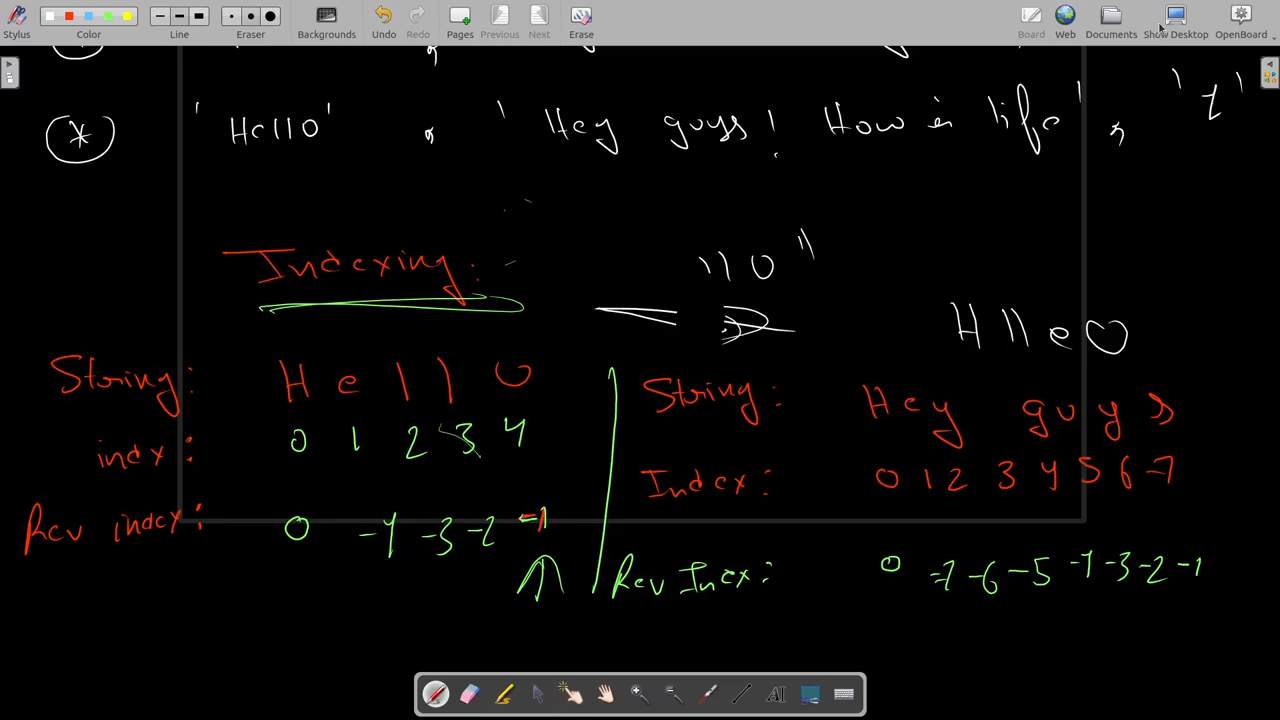 Stylus Color Line Eraser Backgrounds Undo Redo Pages Previous Next Erase Board Web Documents Show Desktop OpenBoard
* 'Hello' , 'Hey guys! How is life' , 't'
Indexing: "0"
Hlleo
String: Hello
index: 0 1 2 3 4
Rev index: 0 -4 -3 -2 -1
String: Hey guys
Index: 0 1 2 3 4 5 6 7
Rev Index: 0 -7 -6 -5 -4 -3 -2 -1
AI